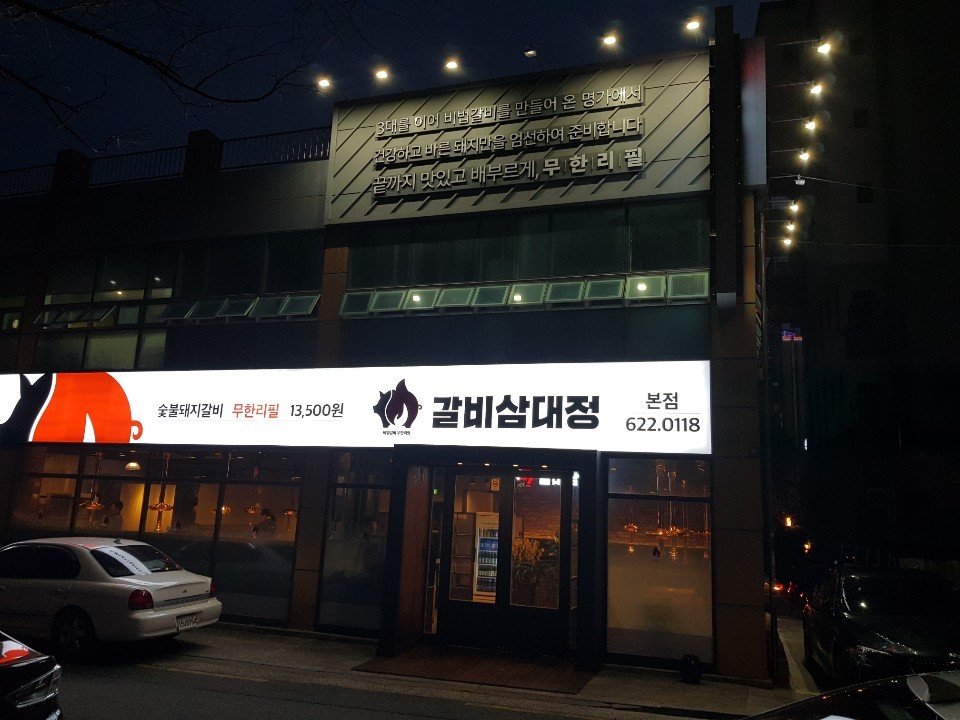 3대를 이어 비법갈비를 만들어 온 명가에서
건강하고 바른 돼지만을 엄선하여 준비합니다
끝까지 맛있고 배부르게, 무한리필
숯불돼지갈비 무한리필 13,500원
갈비삼대정
본점
622.0118